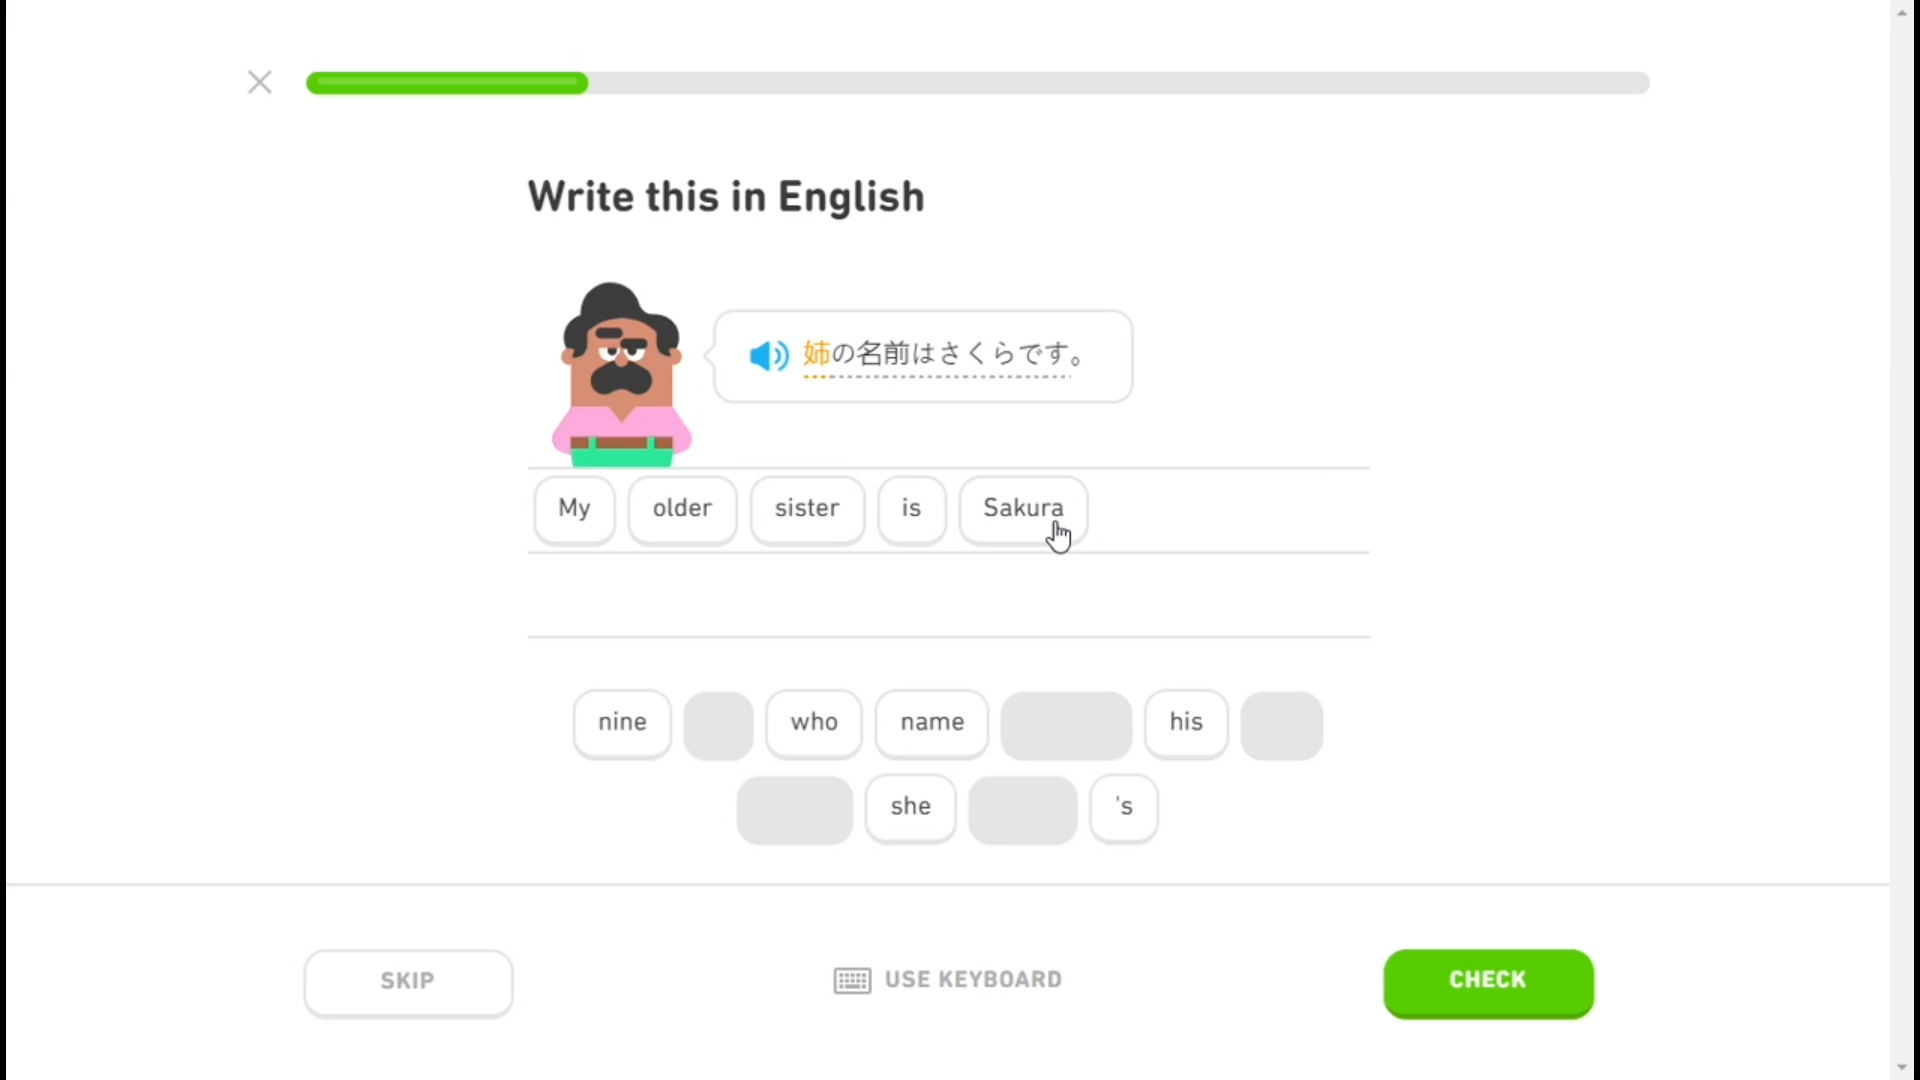 Write this in English
姉の名前はさくらです。
My older sister is Sakura
nine who name his
she 's
SKIP USE KEYBOARD CHECK